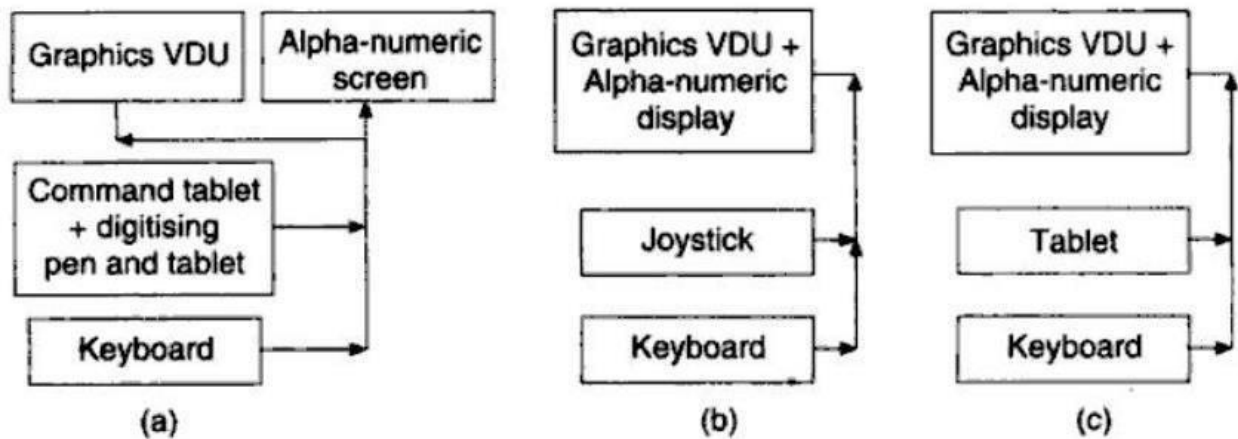 Graphics VDU
Alpha-numeric
screen
Command tablet
+ digitising
pen and tablet
Keyboard
(a)
Graphics VDU +
Alpha-numeric
display
Joystick
Keyboard
(b)
Graphics VDU +
Alpha-numeric
display
Tablet
Keyboard
(c)